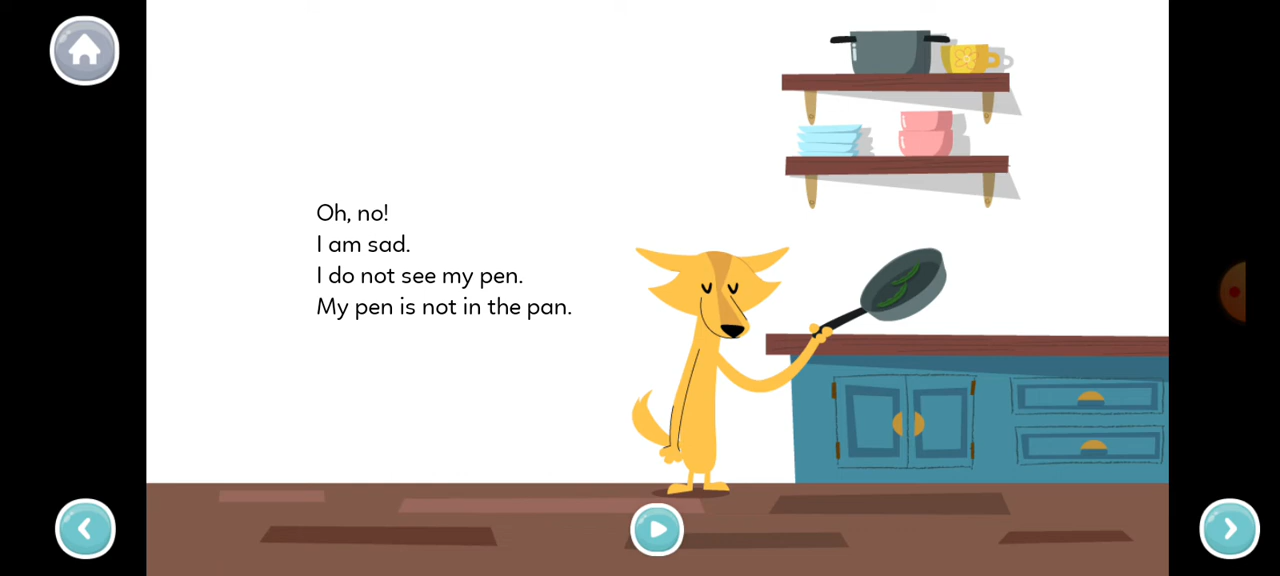 Oh, no!
I am sad.
I do not see my pen.
My pen is not in the pan.